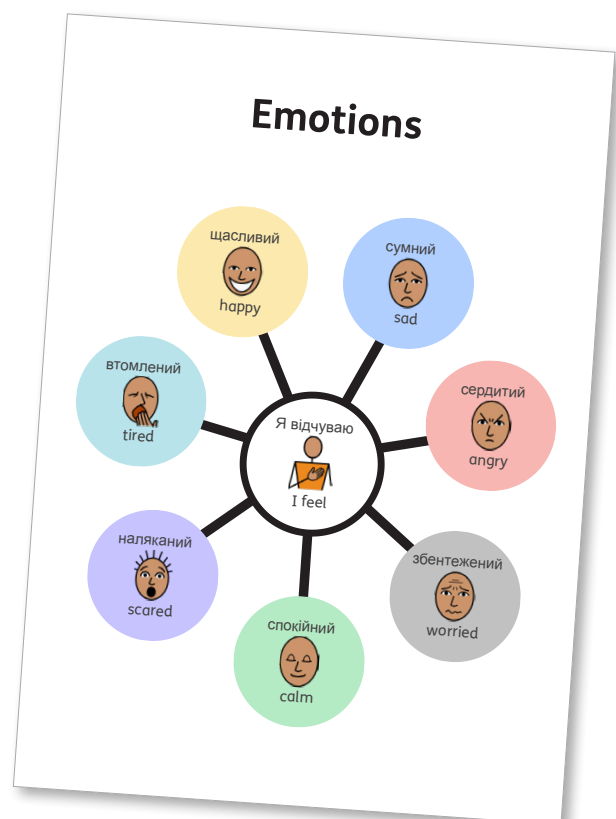 Emotions
щасливий
happy
сумний
sad
втомлений
tired
сердитий
angry
Я відчуваю
I feel
наляканий
scared
збентежений
worried
спокійний
calm